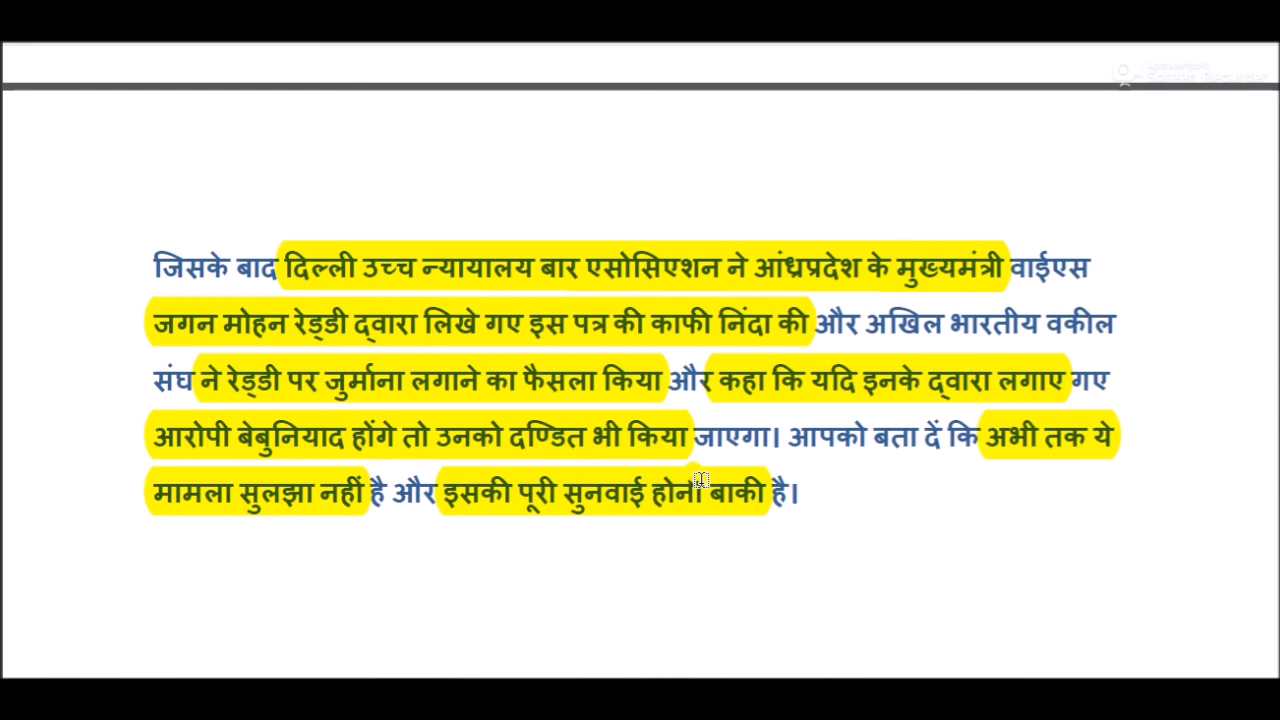 जिसके बाद दिल्ली उच्च न्यायालय बार एसोसिएशन ने आंध्रप्रदेश के मुख्यमंत्री वाईएस
जगन मोहन रेड्डी द्वारा लिखे गए इस पत्र की काफी निंदा की और अखिल भारतीय वकील
संघ ने रेड्डी पर जुर्माना लगाने का फैसला किया और कहा कि यदि इनके द्वारा लगाए गए
आरोपी बेबुनियाद होंगे तो उनको दण्डित भी किया जाएगा। आपको बता दें कि अभी तक ये
मामला सुलझा नहीं है और इसकी पूरी सुनवाई होना बाकी है।